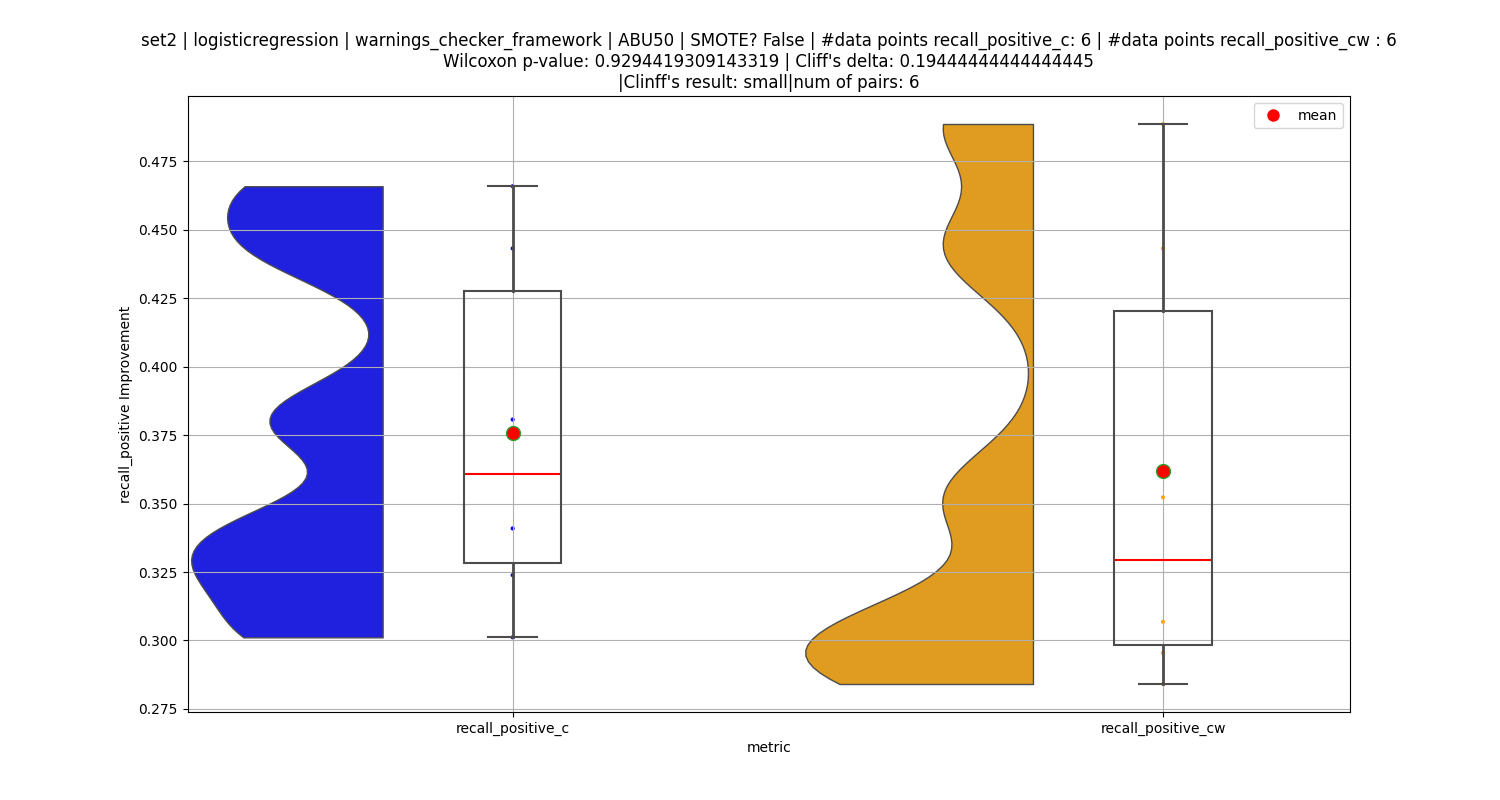 set2 | logisticregression | warnings_checker_framework | ABU50 | SMOTE? False | #data points recall_positive_c: 6 | #data points recall_positive_cw : 6
Wilcoxon p-value: 0.9294419309143319 | Cliff's delta: 0.19444444444444445
|Clinff's result: small|num of pairs: 6
mean
0.475
0.450
0.425
0.400
0.375
0.350
0.325
0.300
0.275
recall_positive Improvement
recall_positive_c
recall_positive_cw
metric